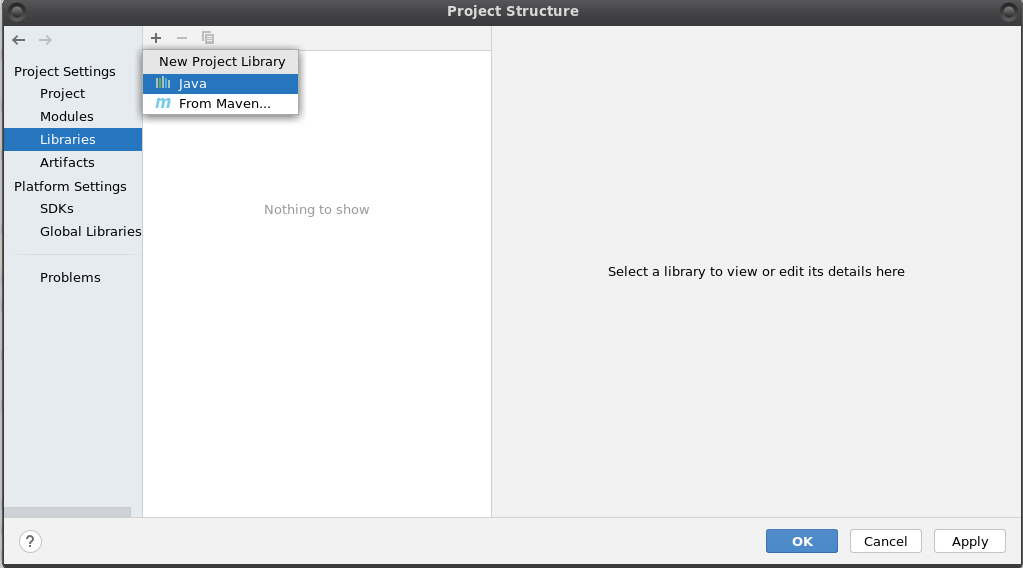 Project Structure
Project Settings
Project
Modules
Libraries
Artifacts
Platform Settings
SDKs
Global Libraries
Problems
New Project Library
Java
m From Maven...
Nothing to show
Select a library to view or edit its details here
?
OK
Cancel
Apply